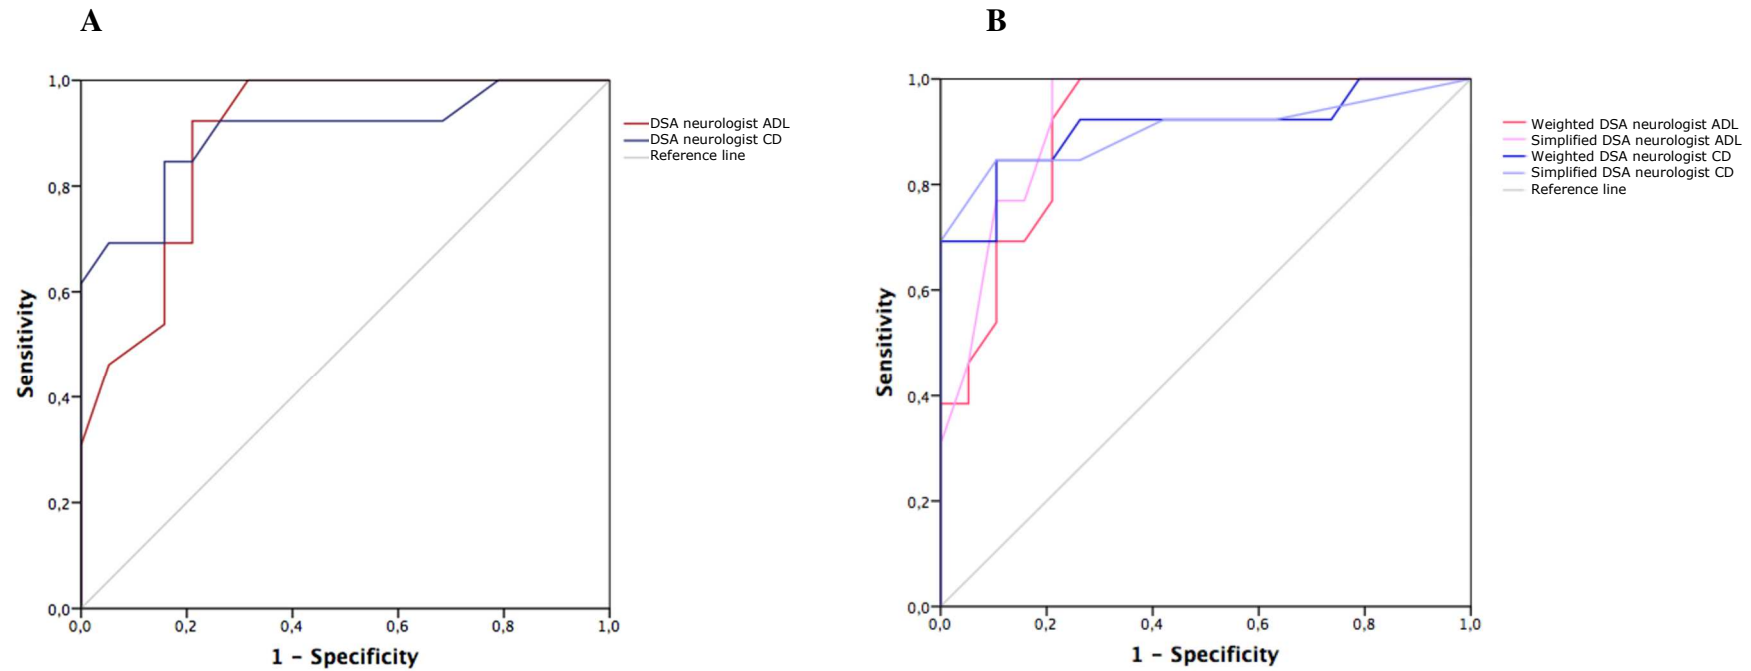 A
1,0
0,8
0,6
0,4
0,2
0,0
Sensitivity
0,0 0,2 0,4 0,6 0,8 1,0
1 – Specificity
DSA neurologist ADL
DSA neurologist CD
Reference line
B
1,0
0,8
0,6
0,4
0,2
0,0
Sensitivity
0,0 0,2 0,4 0,6 0,8 1,0
1 – Specificity
Weighted DSA neurologist ADL
Simplified DSA neurologist ADL
Weighted DSA neurologist CD
Simplified DSA neurologist CD
Reference line